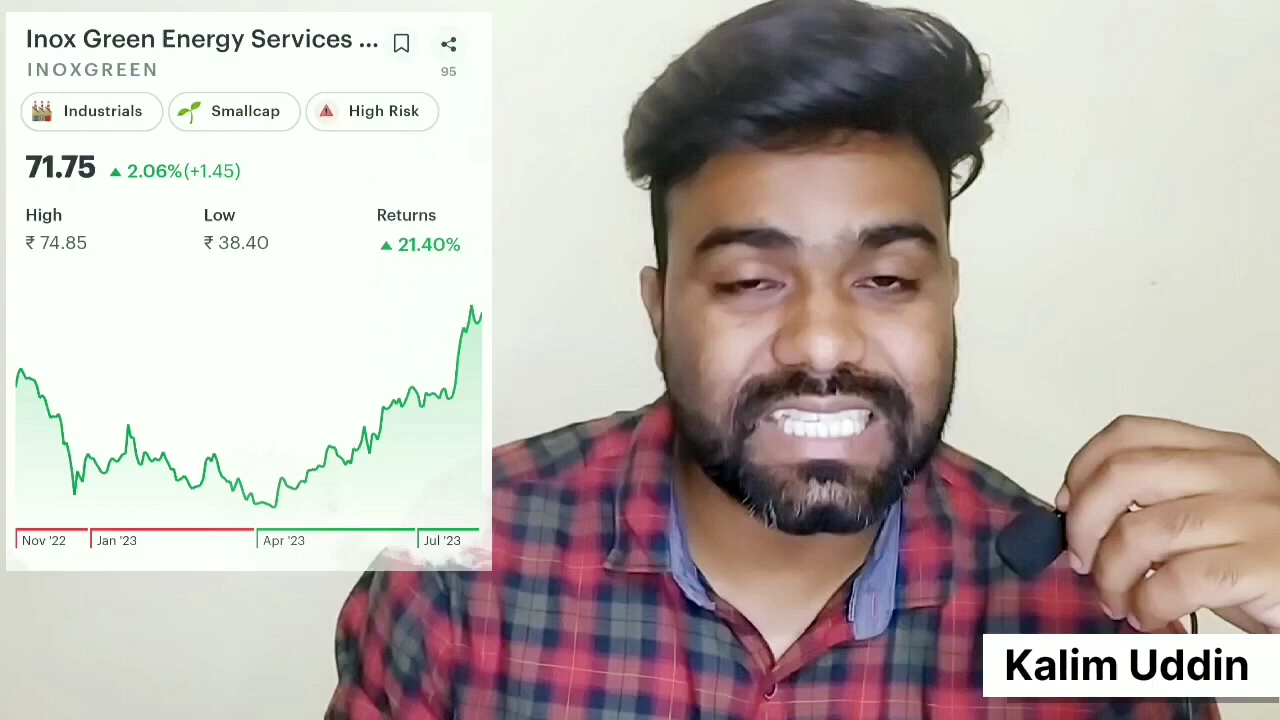 Inox Green Energy Services ...
INOXGREEN
95
Industrials Smallcap High Risk
71.75 ▲ 2.06% (+1.45)
High Low Returns
₹ 74.85 ₹ 38.40 ▲ 21.40%
Nov '22 Jan '23 Apr '23 Jul '23
Kalim Uddin